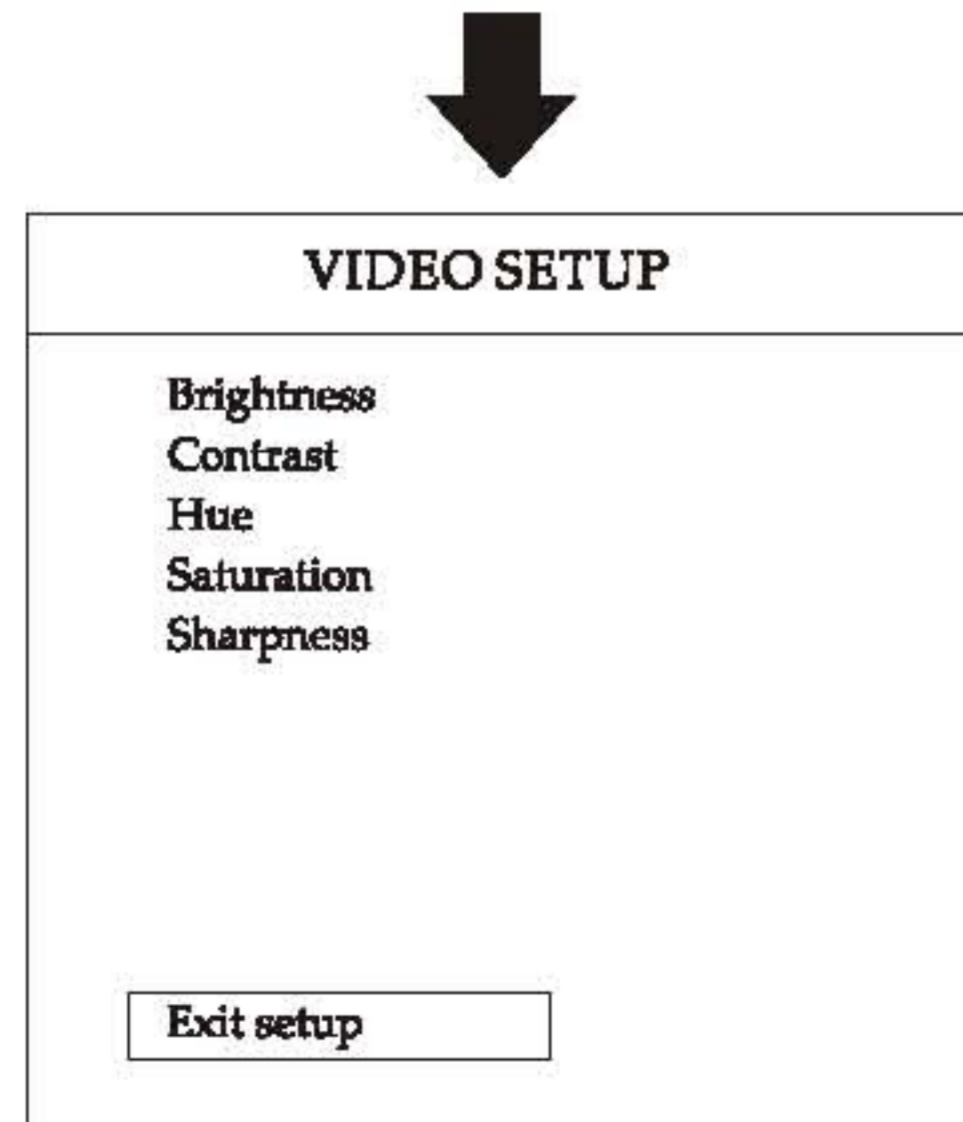 VIDEO SETUP
Brightness
Contrast
Hue
Saturation
Sharpness
Exit setup